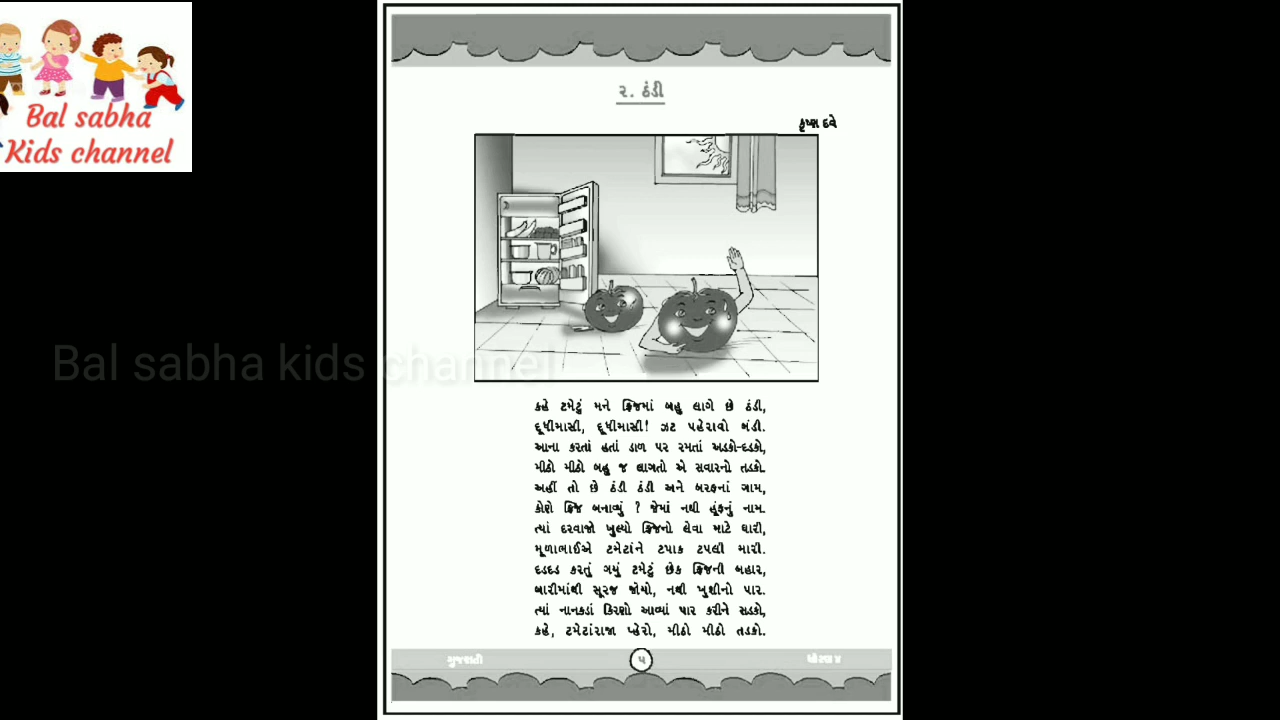 Bal sabha
Kids channel
૨. ઠંડી
કૃષ્ણ દવે
Bal sabha kids channel
કહે ટમેટું મને ફ્રિજમાં બહુ લાગે છે ઠંડી,
દૂધીમાસી, દૂધીમાસી! ઝટ પહેરાવો બંડી.
આના કરતાં હતાં ડાળ પર રમતાં અડકો-દડકો,
મીઠો મીઠો બહુ જ લાગતો એ સવારનો તડકો.
અહીં તો છે ઠંડી ઠંડી અને બરફનાં ગામ,
કોણે ફ્રિજ બનાવ્યું ? જેમાં નથી હૂંફનું નામ.
ત્યાં દરવાજો ખુલ્યો ફ્રિજનો લેવા માટે ઘારી,
મૂળાભાઈએ ટમેટાંને ટપાક ટપલી મારી.
દડદડ કરતું ગયું ટમેટું છેક ફ્રિજની બહાર,
બારીમાંથી સૂરજ જોયો, નથી ખુશીનો પાર.
ત્યાં નાનકડાં કિરણો આવ્યાં પાર કરીને સડકો,
કહે, ટમેટાંરાજા પ્હેરો, મીઠો મીઠો તડકો.
ગુજરાતી
૫
ધોરણ ૪